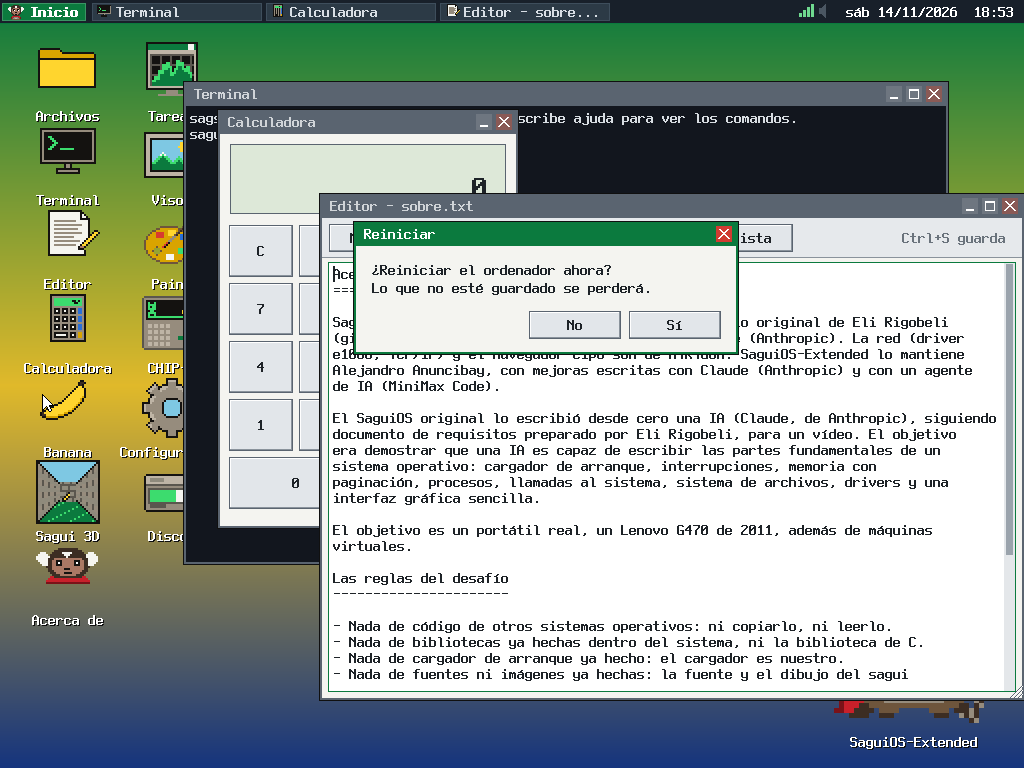 Inicio
Terminal
Calculadora
Editor - sobre...
sáb 14/11/2026 18:53
Archivos
Terminal
Editor
Calculadora
CHIP-
Banana
Configur
Sagui 3D
Disco
Acerca de
Terminal
scribe ajuda para ver los comandos.
Calculadora
0
C
7
4
1
0
Editor - sobre.txt
ista
Ctrl+S guarda
Reiniciar
¿Reiniciar el ordenador ahora?
Lo que no esté guardado se perderá.
No
Sí
o original de Eli Rigobeli
(Anthropic). La red (driver
SaguiOS-Extended lo mantiene
Alejandro Anuncibay, con mejoras escritas con Claude (Anthropic) y con un agente
de IA (MiniMax Code).
El SaguiOS original lo escribió desde cero una IA (Claude, de Anthropic), siguiendo
documento de requisitos preparado por Eli Rigobeli, para un vídeo. El objetivo
era demostrar que una IA es capaz de escribir las partes fundamentales de un
sistema operativo: cargador de arranque, interrupciones, memoria con
paginación, procesos, llamadas al sistema, sistema de archivos, drivers y una
interfaz gráfica sencilla.
El objetivo es un portátil real, un Lenovo G470 de 2011, además de máquinas
virtuales.
Las reglas del desafío
----------------------
- Nada de código de otros sistemas operativos: ni copiarlo, ni leerlo.
- Nada de bibliotecas ya hechas dentro del sistema, ni la biblioteca de C.
- Nada de cargador de arranque ya hecho: el cargador es nuestro.
- Nada de fuentes ni imágenes ya hechas: la fuente y el dibujo del sagui
SaguiOS-Extended